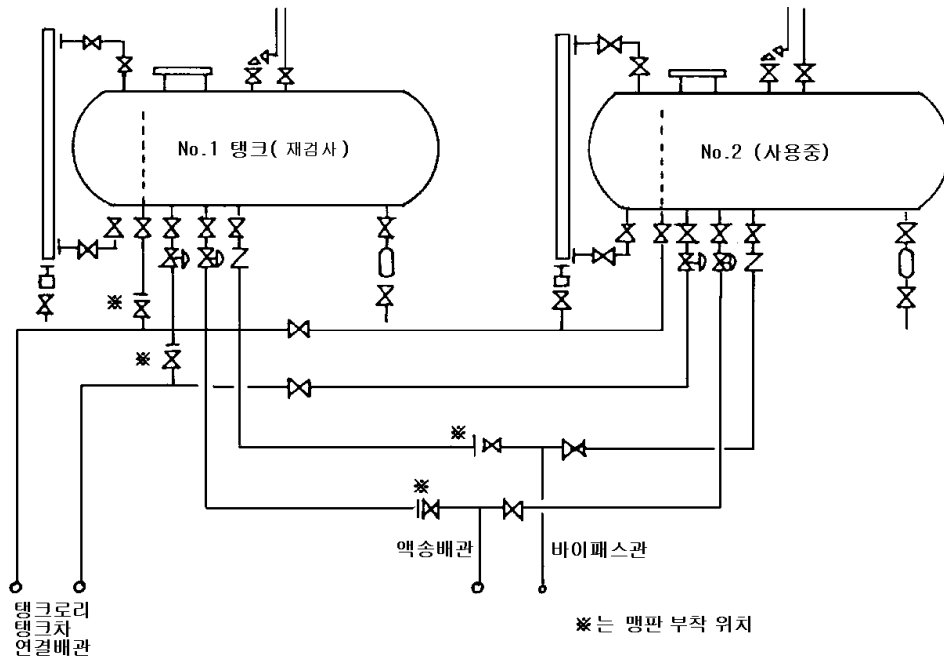 No.1 탱크( 재검사)
No.2 (사용중)
※
※
※
※
액송배관
바이패스관
탱크로리
탱크차
연결배관
※는 맹판 부착 위치